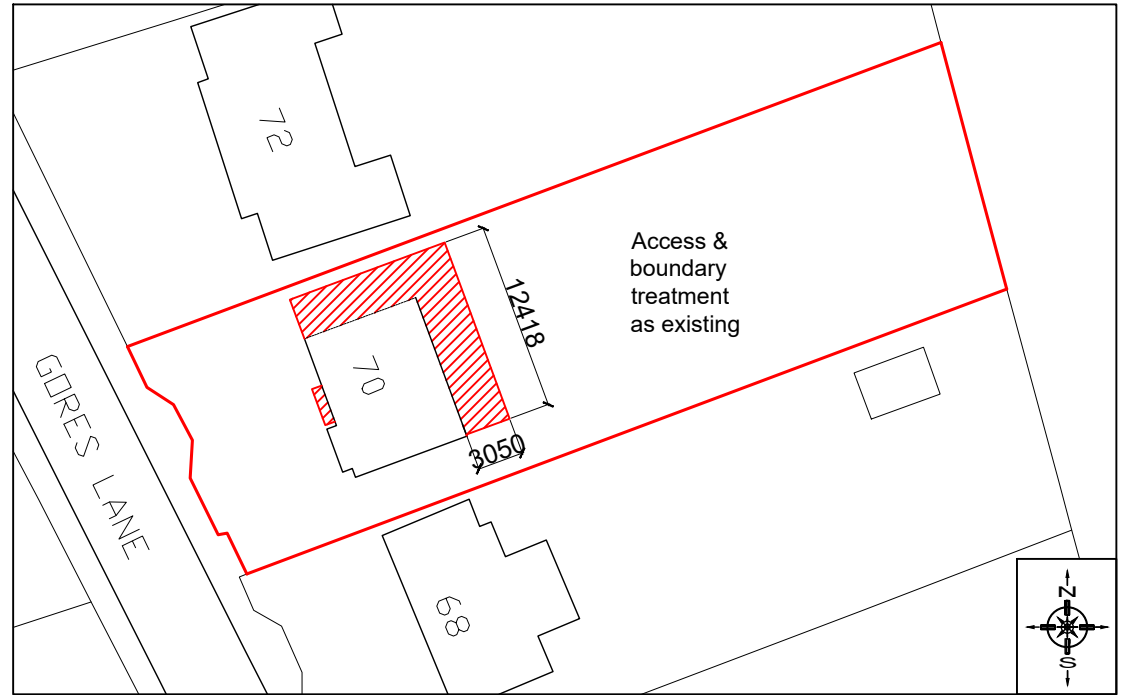 72
Access &
boundary
treatment
as existing
12418
70
GORES LANE
3050
68
N
S